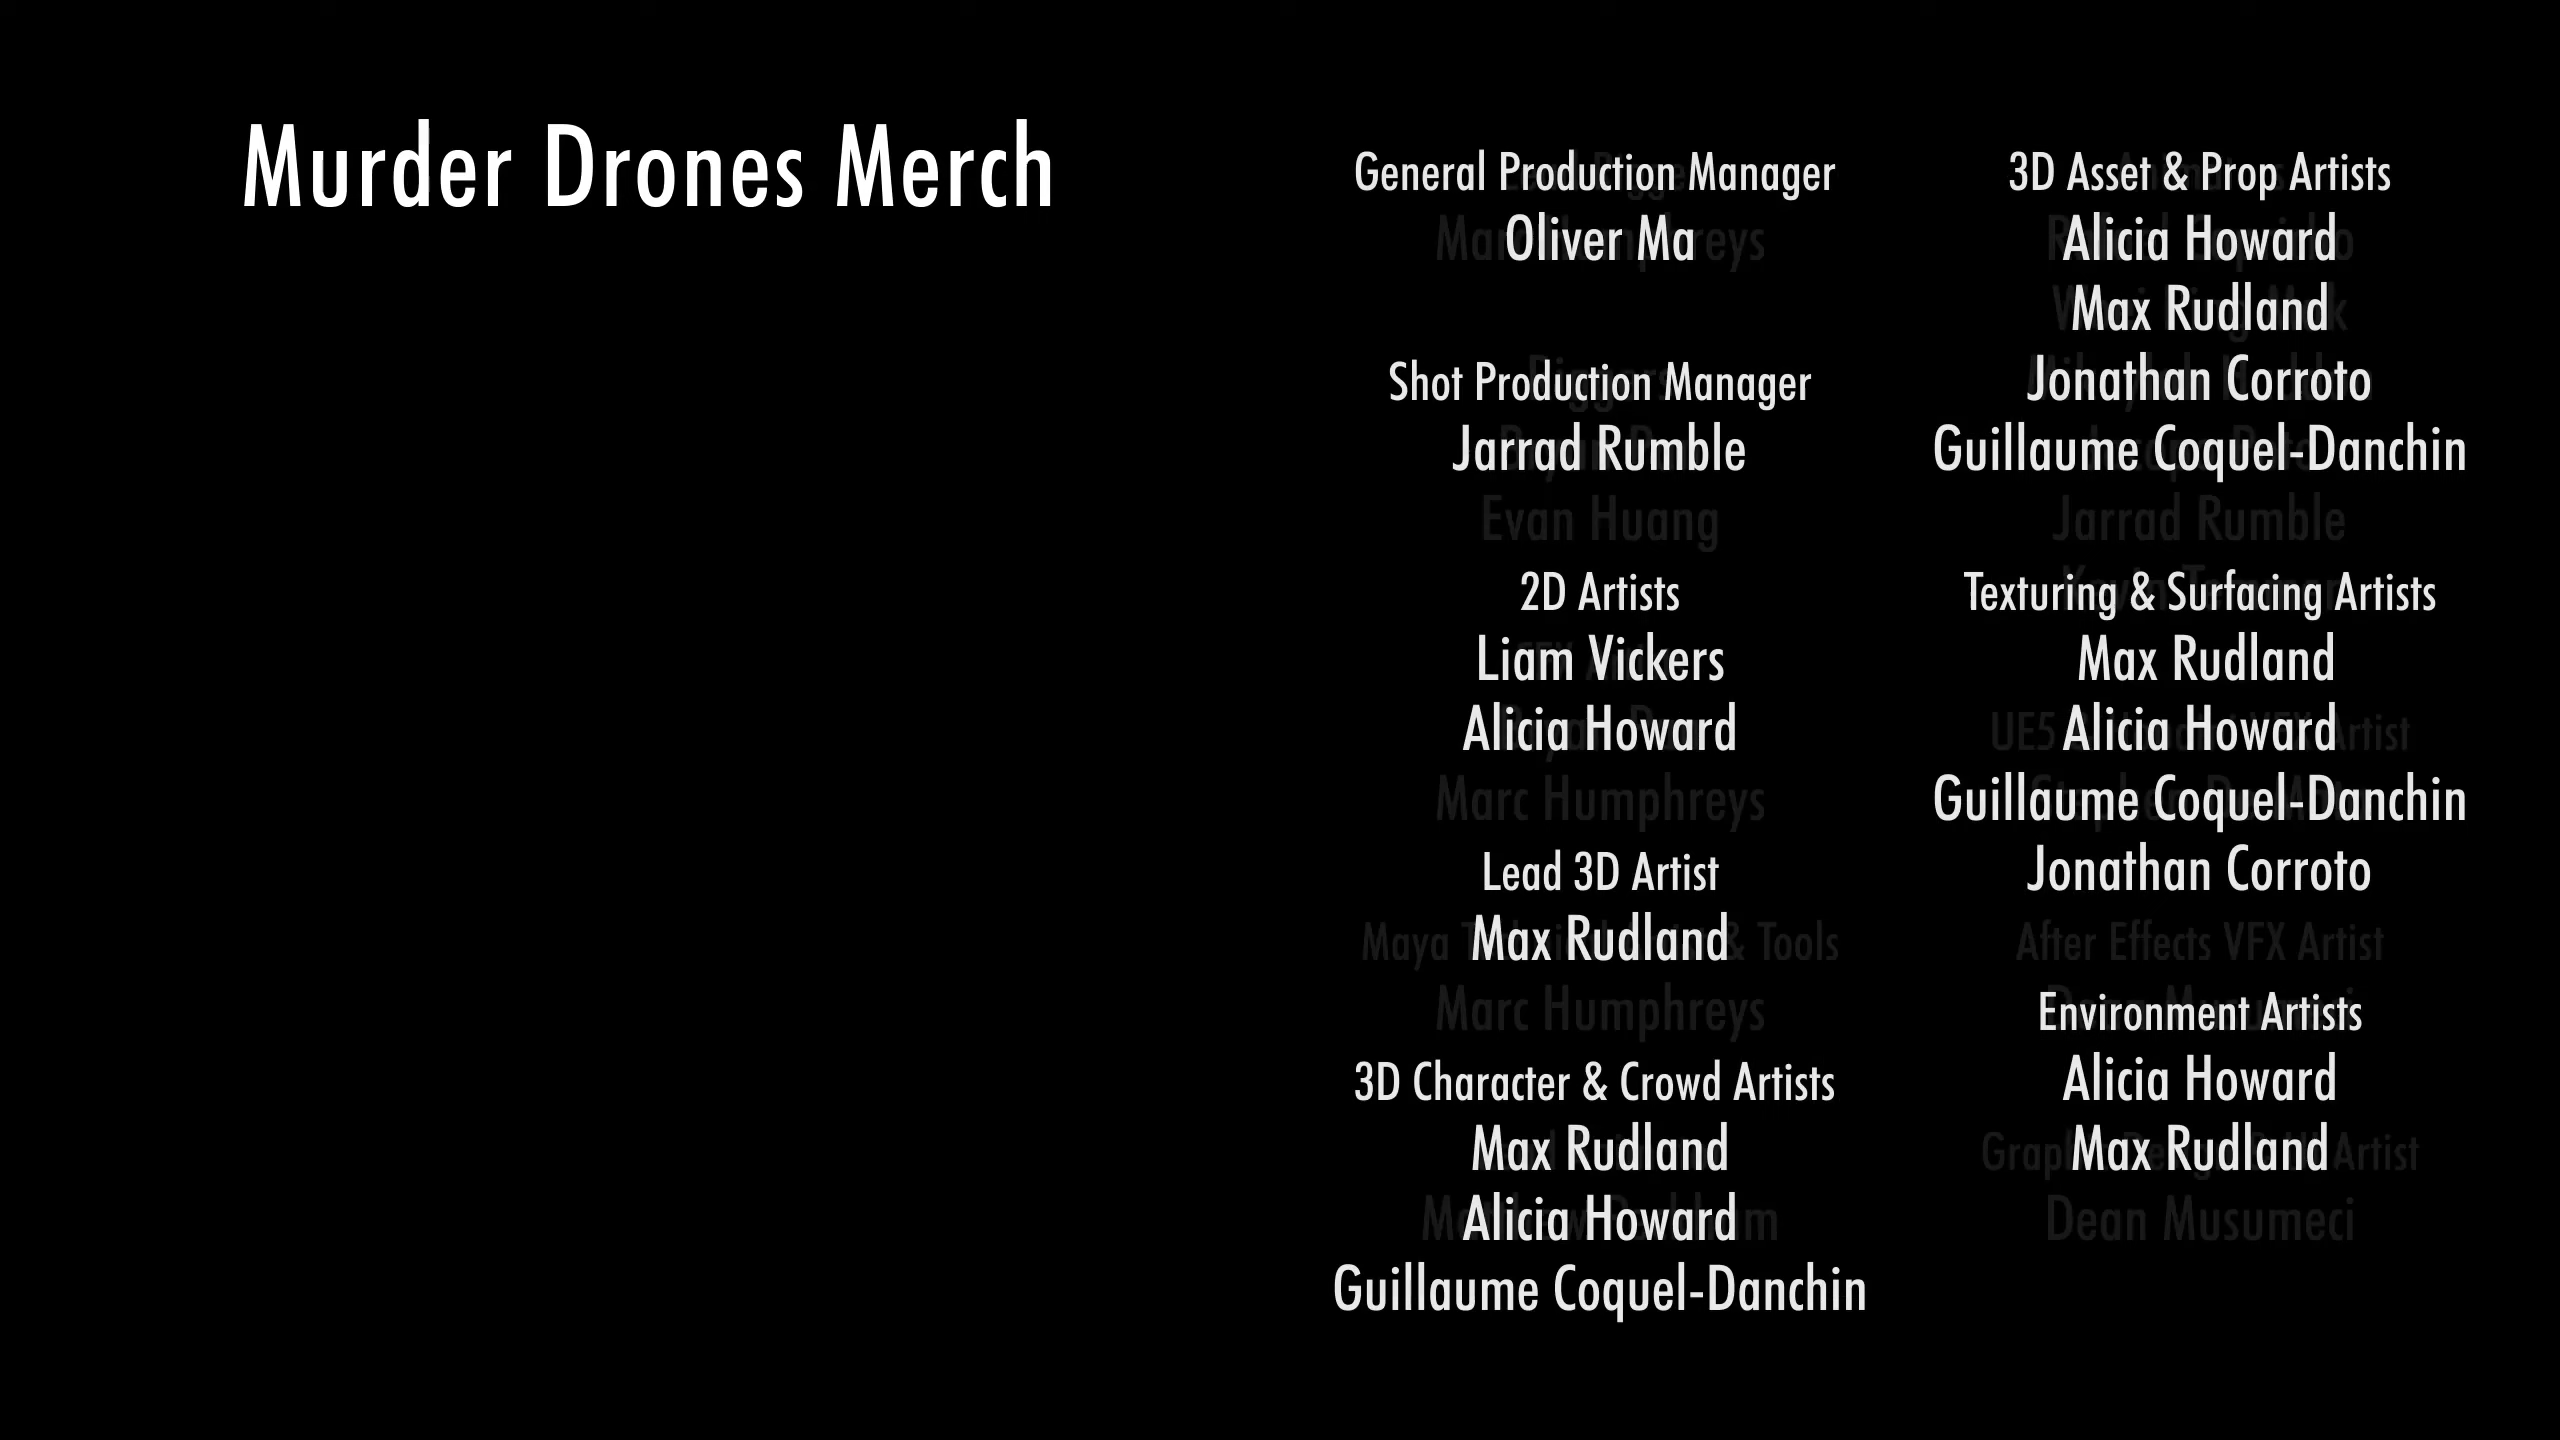 Murder Drones Merch
General Production Manager
Oliver Ma
Shot Production Manager
Jarrad Rumble
Evan Huang
2D Artists
Liam Vickers
Alicia Howard
Marc Humphreys
Lead 3D Artist
Max Rudland
Marc Humphreys
3D Character & Crowd Artists
Max Rudland
Alicia Howard
Guillaume Coquel-Danchin
3D Asset & Prop Artists
Alicia Howard
Max Rudland
Jonathan Corroto
Guillaume Coquel-Danchin
Jarrad Rumble
Texturing & Surfacing Artists
Max Rudland
Alicia Howard
Guillaume Coquel-Danchin
Jonathan Corroto
After Effects VFX Artist
Environment Artists
Alicia Howard
Max Rudland
Dean Musumeci